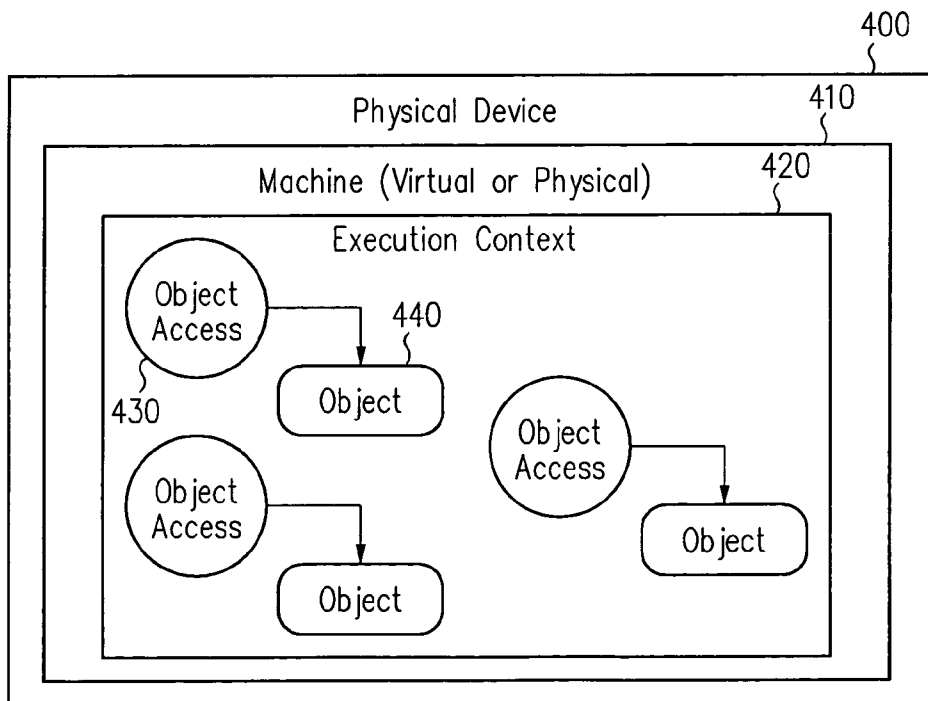 400
Physical Device
410
Machine (Virtual or Physical)
420
Execution Context
Object
Access
440
430
Object
Object
Access
Object
Access
Object
Object